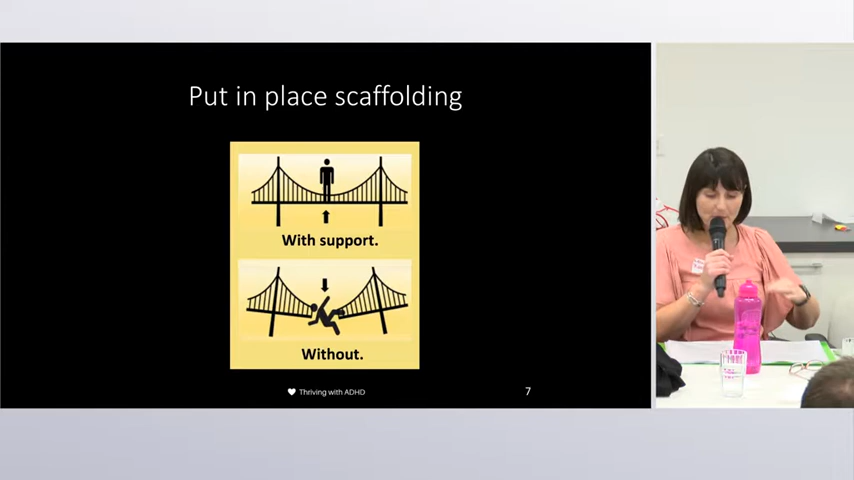 Put in place scaffolding
With support.
Without.
Thriving with ADHD
7